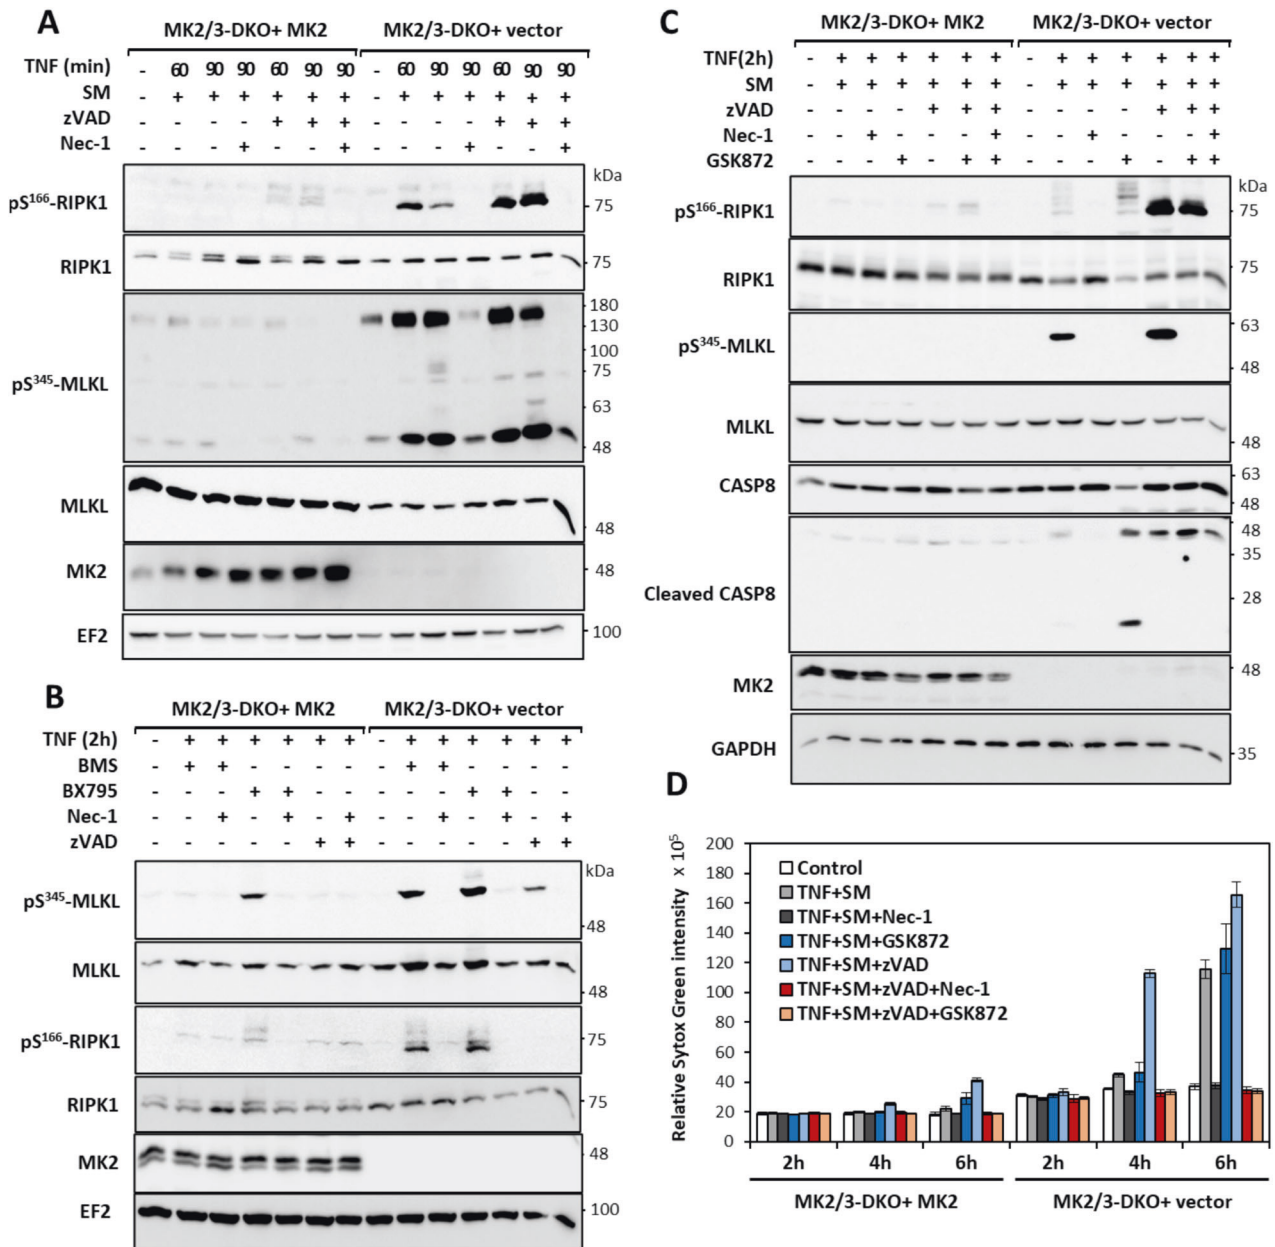 A
MK2/3-DKO+ MK2 MK2/3-DKO+ vector
TNF (min) - 60 90 90 60 90 90 - 60 90 90 60 90 90
SM - + + + + + + - + + + + + +
zVAD - - - - + + + - - - - + + +
Nec-1 - - - + - - + - - - + - - +
kDa
pS¹⁶⁶-RIPK1 75
RIPK1 75
180
130
100
75
pS³⁴⁵-MLKL
63
48
MLKL
48
MK2 48
EF2 100
B
MK2/3-DKO+ MK2 MK2/3-DKO+ vector
TNF (2h) - + + + + + + - + + + + + +
BMS - + + - - - - - + + - - - -
BX795 - - - + + - - - - - + + - -
Nec-1 - - + - + - + - - + - + - +
zVAD - - - - - + + - - - - - + +
kDa
pS³⁴⁵-MLKL
48
MLKL
48
pS¹⁶⁶-RIPK1 75
RIPK1 75
MK2 48
EF2 100
C
MK2/3-DKO+ MK2 MK2/3-DKO+ vector
TNF(2h) - + + + + + + - + + + + + +
SM - + + + + + + - + + + + + +
zVAD - - - - + + + - - - - + + +
Nec-1 - - + - - - + - - + - - - +
GSK872 - - - + - + + - - - + - + +
kDa
pS¹⁶⁶-RIPK1 75
RIPK1 75
63
pS³⁴⁵-MLKL
48
MLKL
48
63
CASP8
48
48
35
Cleaved CASP8 28
MK2 48
GAPDH 35
D
Relative Sytox Green intensity x 10⁵
200
180
160
140
120
100
80
60
40
20
0
Control
TNF+SM
TNF+SM+Nec-1
TNF+SM+GSK872
TNF+SM+zVAD
TNF+SM+zVAD+Nec-1
TNF+SM+zVAD+GSK872
2h 4h 6h 2h 4h 6h
MK2/3-DKO+ MK2 MK2/3-DKO+ vector